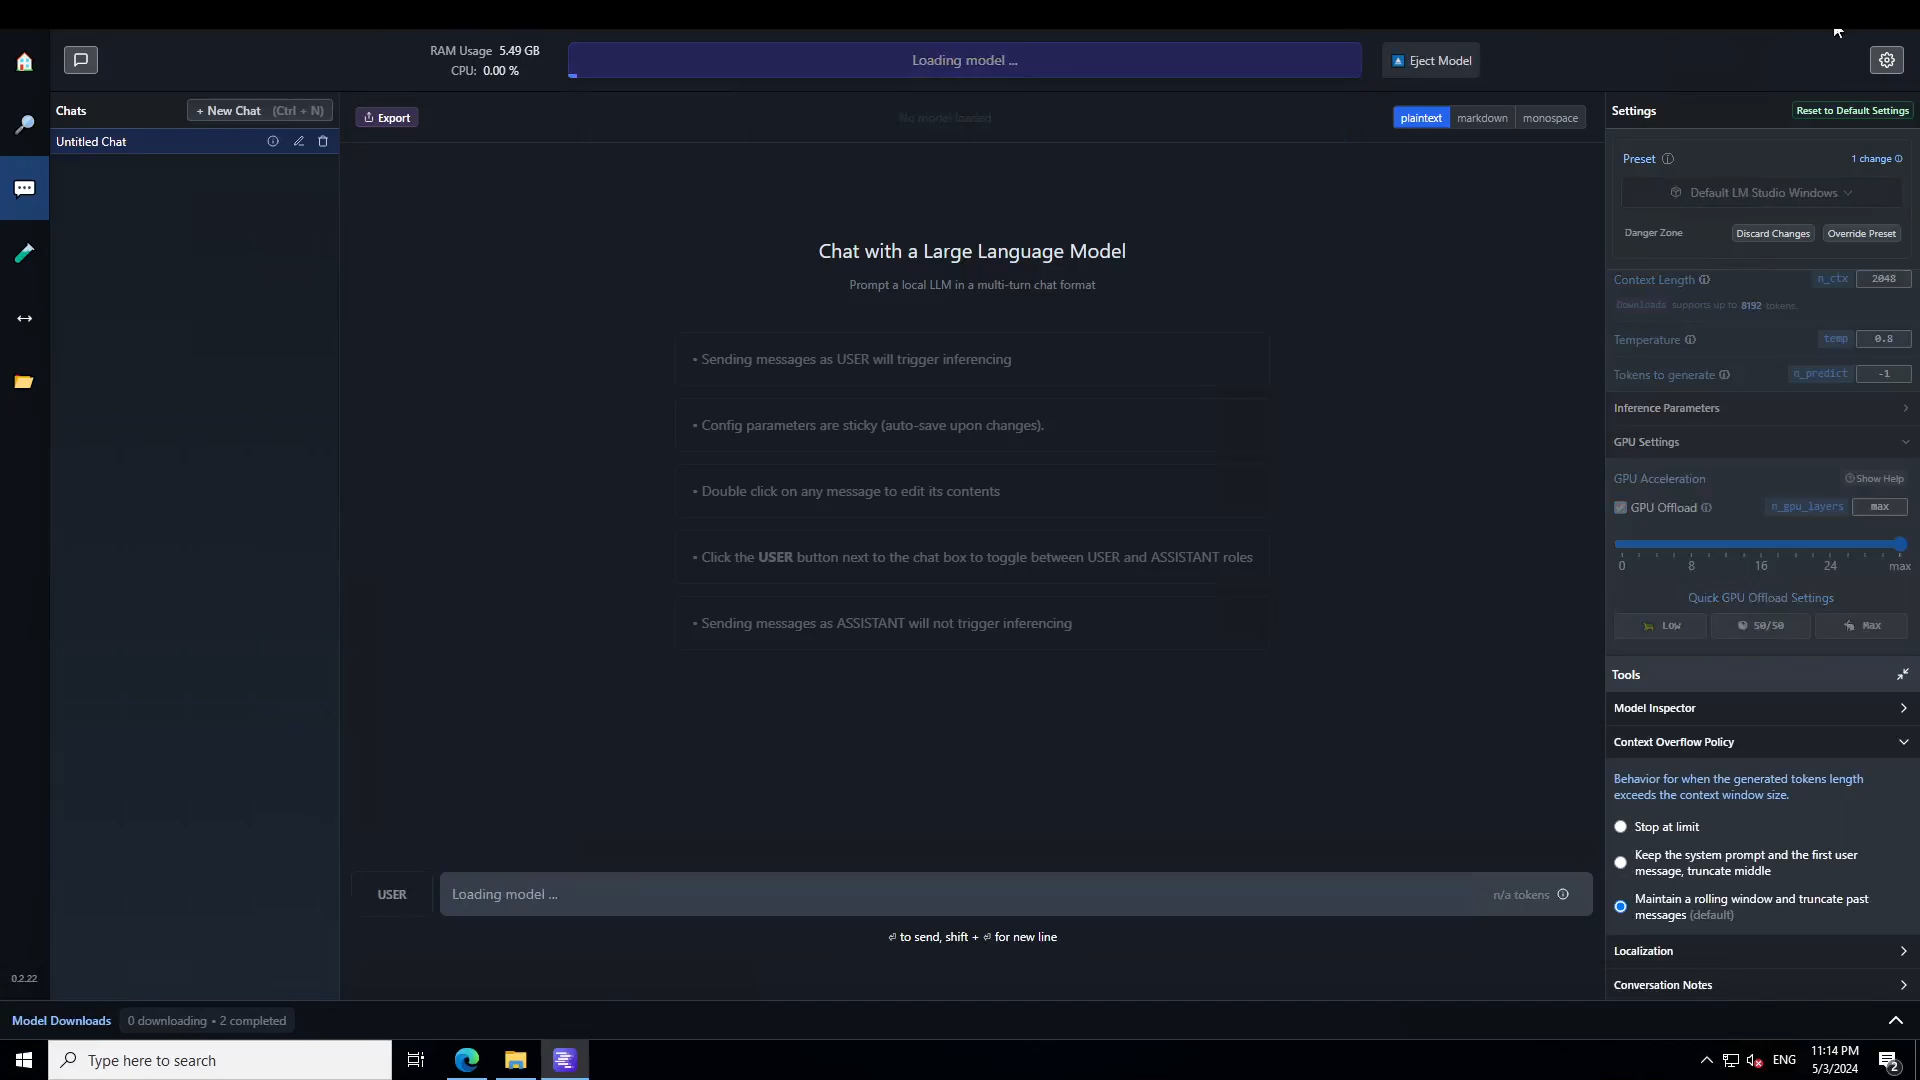 RAM Usage 5.49 GB
CPU: 0.00 %
Loading model ...
Eject Model
Chats
+ New Chat (Ctrl + N)
Untitled Chat
Export
No model loaded
plaintext
markdown
monospace
Chat with a Large Language Model
Prompt a local LLM in a multi-turn chat format
• Sending messages as USER will trigger inferencing
• Config parameters are sticky (auto-save upon changes).
• Double click on any message to edit its contents
• Click the USER button next to the chat box to toggle between USER and ASSISTANT roles
• Sending messages as ASSISTANT will not trigger inferencing
USER
Loading model ...
n/a tokens
⏎ to send, shift + ⏎ for new line
Settings
Reset to Default Settings
Preset
1 change
Default LM Studio Windows
Danger Zone
Discard Changes
Override Preset
Context Length
n_ctx
2048
Downloads supports up to 8192 tokens.
Temperature
temp
0.8
Tokens to generate
n_predict
-1
Inference Parameters
GPU Settings
GPU Acceleration
Show Help
GPU Offload
n_gpu_layers
max
0 8 16 24 max
Quick GPU Offload Settings
Low
50/50
Max
Tools
Model Inspector
Context Overflow Policy
Behavior for when the generated tokens length
exceeds the context window size.
Stop at limit
Keep the system prompt and the first user
message, truncate middle
Maintain a rolling window and truncate past
messages (default)
Localization
Conversation Notes
0.2.22
Model Downloads
0 downloading • 2 completed
Type here to search
ENG
11:14 PM
5/3/2024
2